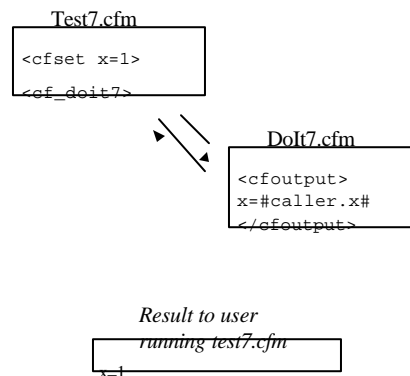 Test7.cfm
<cfset x=1>
<cf_doit7>
DoIt7.cfm
<cfoutput>
x=#caller.x#
</cfoutput>
Result to user
running test7.cfm
x=1